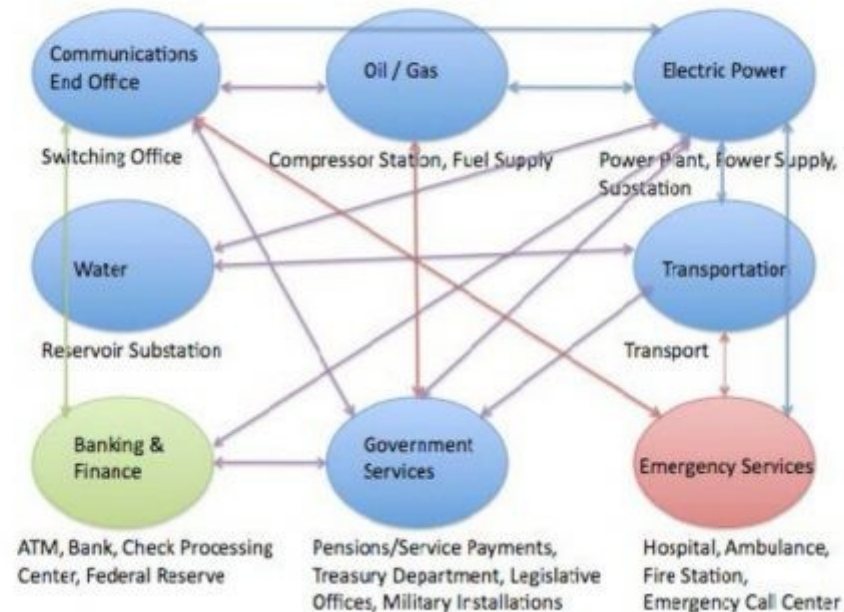 Communications
End Office
Oil / Gas
Electric Power
Switching Office
Compressor Station, Fuel Supply
Power Plant, Power Supply,
Substation
Water
Transportation
Reservoir Substation
Transport
Banking &
Finance
Government
Services
Emergency Services
ATM, Bank, Check Processing
Center, Federal Reserve
Pensions/Service Payments,
Treasury Department, Legislative
Offices, Military Installations
Hospital, Ambulance,
Fire Station,
Emergency Call Center